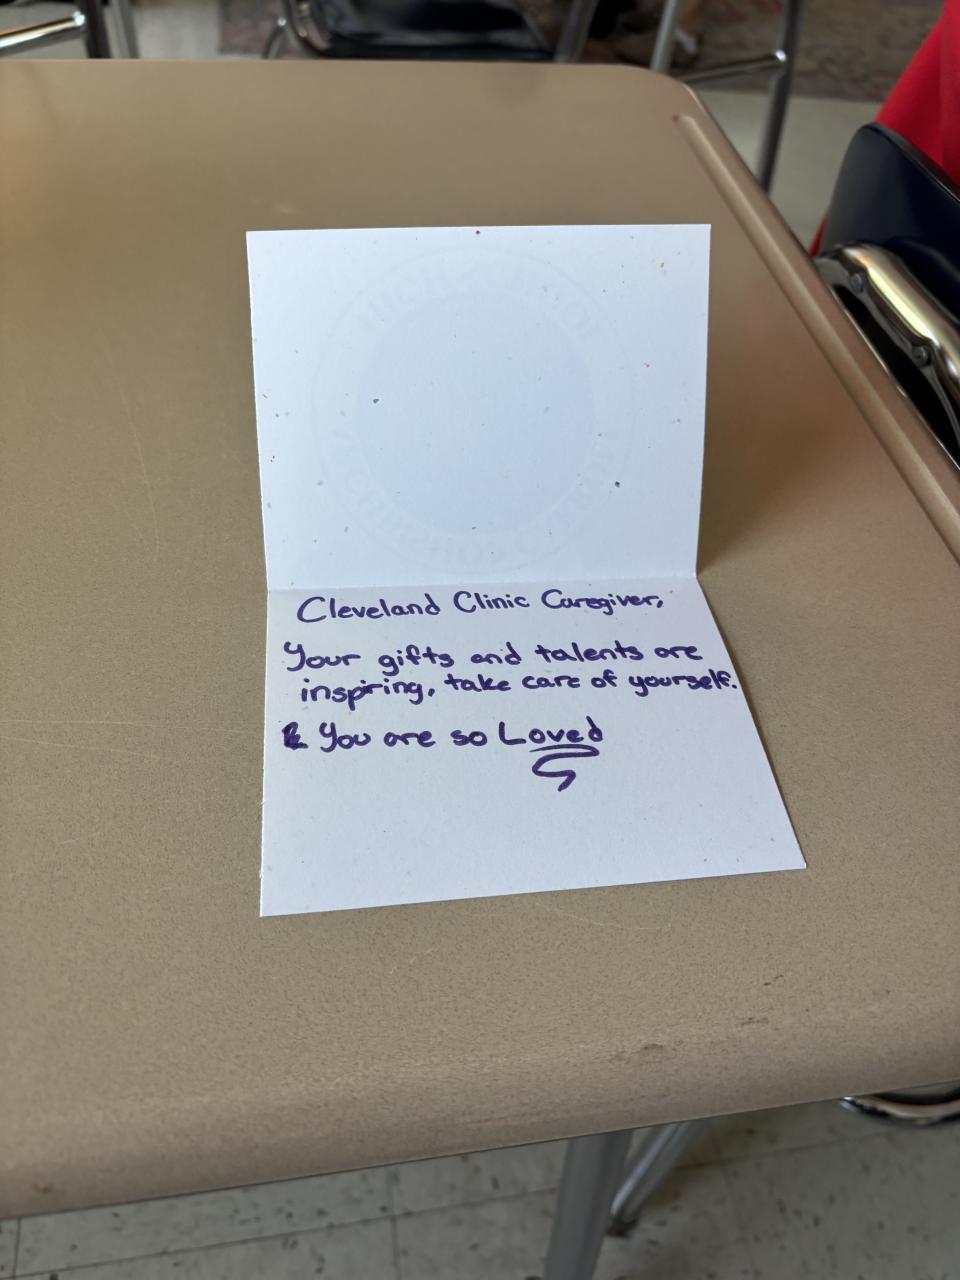 Cleveland Clinic Caregiver,
Your gifts and talents are
inspiring, take care of yourself.
You are so Loved